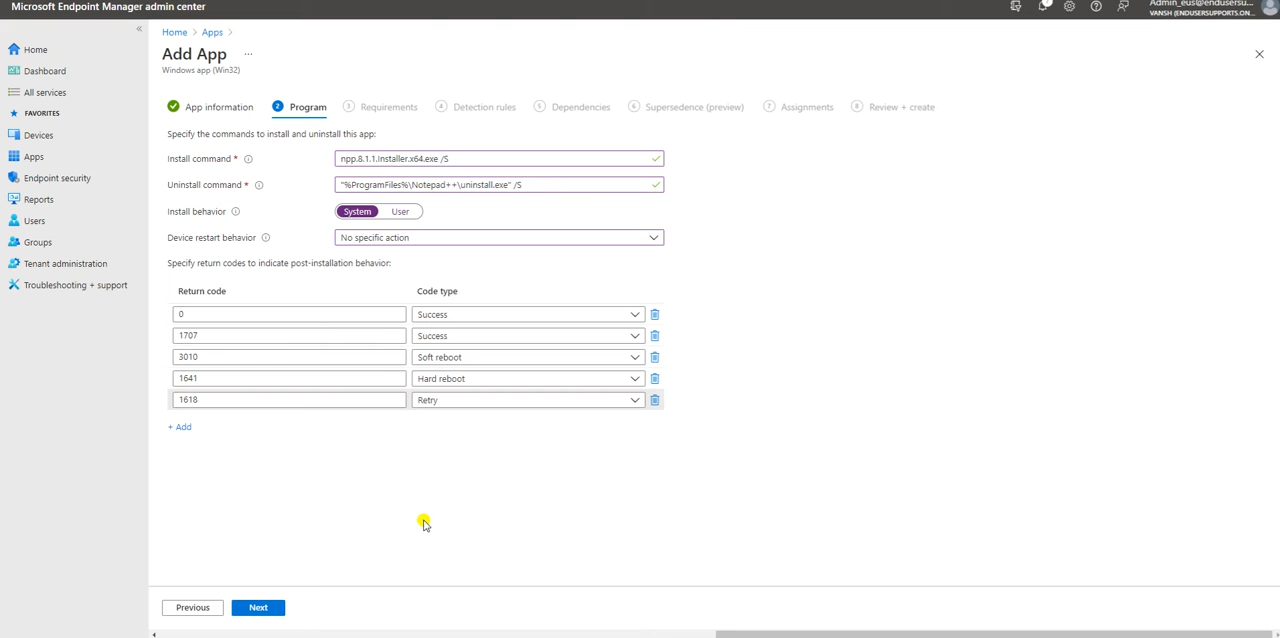 Microsoft Endpoint Manager admin center
Admin_eus@endusersu...
VANSH (ENDUSERSUPPORTS.ON...
«
Home > Apps >
Add App ...
Windows app (Win32)
Home
Dashboard
All services
FAVORITES
Devices
Apps
Endpoint security
Reports
Users
Groups
Tenant administration
Troubleshooting + support
App information
2 Program
3 Requirements
4 Detection rules
5 Dependencies
6 Supersedence (preview)
7 Assignments
8 Review + create
Specify the commands to install and uninstall this app:
Install command * npp.8.1.1.Installer.x64.exe /S
Uninstall command * "%ProgramFiles%\Notepad++\uninstall.exe" /S
Install behavior System User
Device restart behavior No specific action
Specify return codes to indicate post-installation behavior:
Return code Code type
0 Success
1707 Success
3010 Soft reboot
1641 Hard reboot
1618 Retry
+ Add
Previous Next